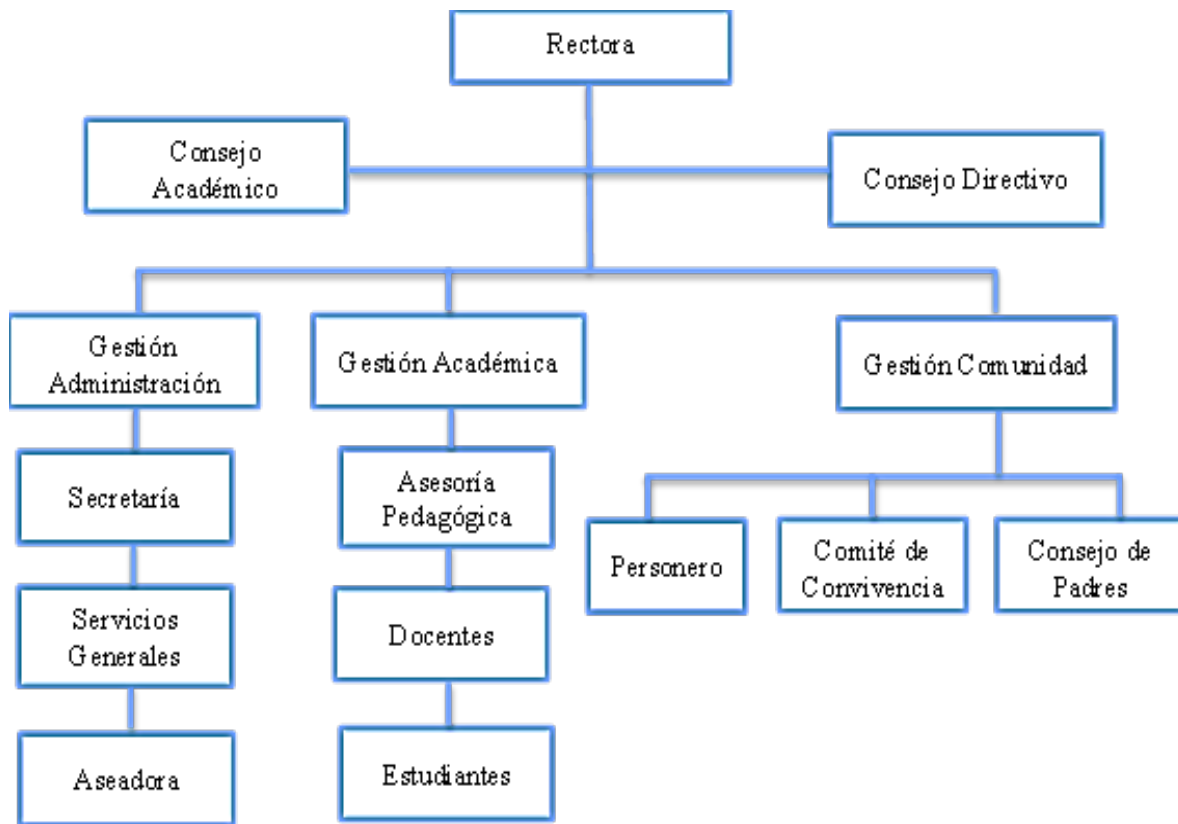 Rectora
Consejo
Académico
Consejo Directivo
Gestión
Administración
Gestión Académica
Gestión Comunidad
Secretaría
Asesoría
Pedagógica
Personero
Comité de
Convivencia
Consejo de
Padres
Servicios
Generales
Docentes
Aseadora
Estudiantes